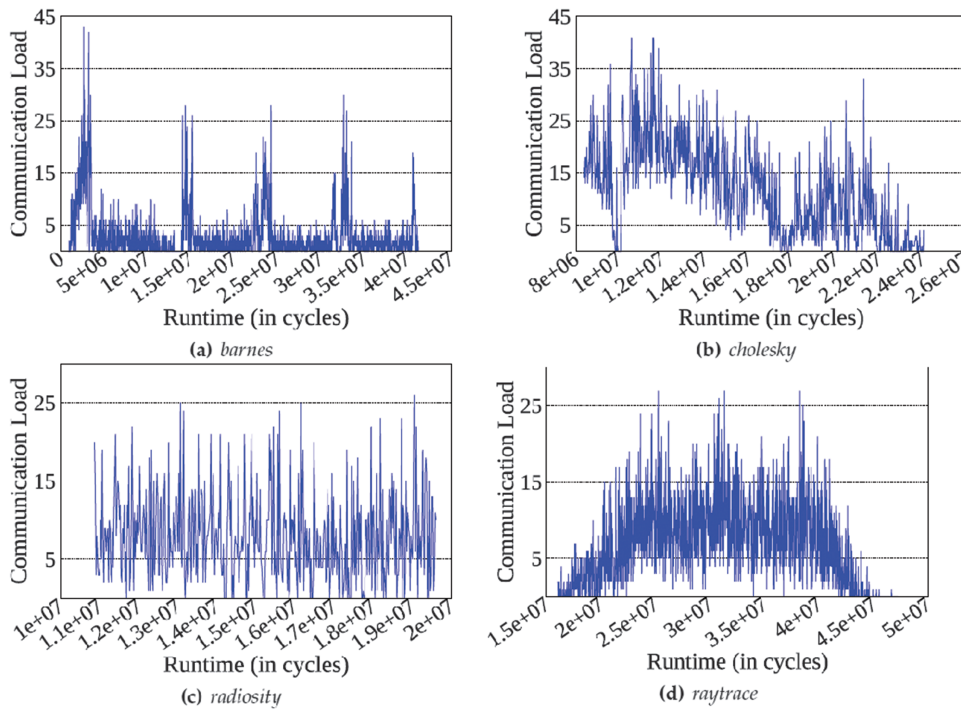 45
35
25
15
5
Communication Load
0
5e+06
1e+07
1.5e+07
2e+07
2.5e+07
3e+07
3.5e+07
4e+07
4.5e+07
Runtime (in cycles)
(a) barnes
45
35
25
15
5
Communication Load
8e+06
1e+07
1.2e+07
1.4e+07
1.6e+07
1.8e+07
2e+07
2.2e+07
2.4e+07
2.6e+07
Runtime (in cycles)
(b) cholesky
25
15
5
Communication Load
1e+07
1.1e+07
1.2e+07
1.3e+07
1.4e+07
1.5e+07
1.6e+07
1.7e+07
1.8e+07
1.9e+07
2e+07
Runtime (in cycles)
(c) radiosity
25
15
5
Communication Load
1.5e+07
2e+07
2.5e+07
3e+07
3.5e+07
4e+07
4.5e+07
5e+07
Runtime (in cycles)
(d) raytrace